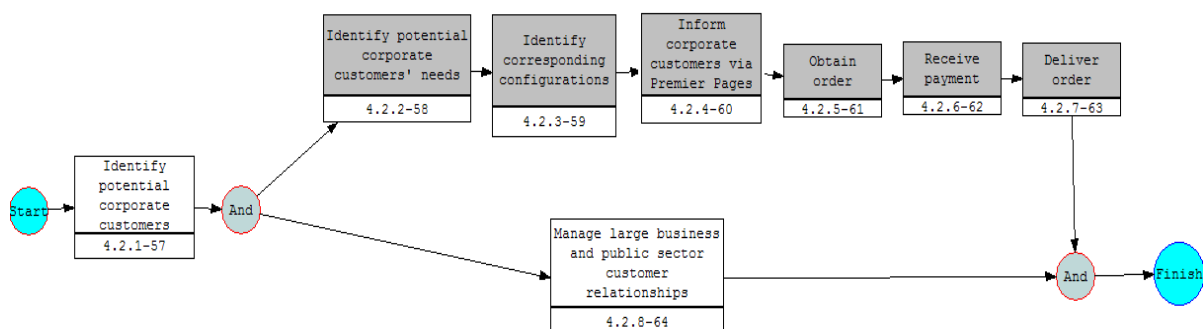 Identify potential
corporate
customers' needs
4.2.2-58
Identify
corresponding
configurations
4.2.3-59
Inform
corporate
customers via
Premier Pages
4.2.4-60
Obtain
order
4.2.5-61
Receive
payment
4.2.6-62
Deliver
order
4.2.7-63
Start
Identify
potential
corporate
customers
4.2.1-57
And
Manage large business
and public sector
customer
relationships
4.2.8-64
And
Finish